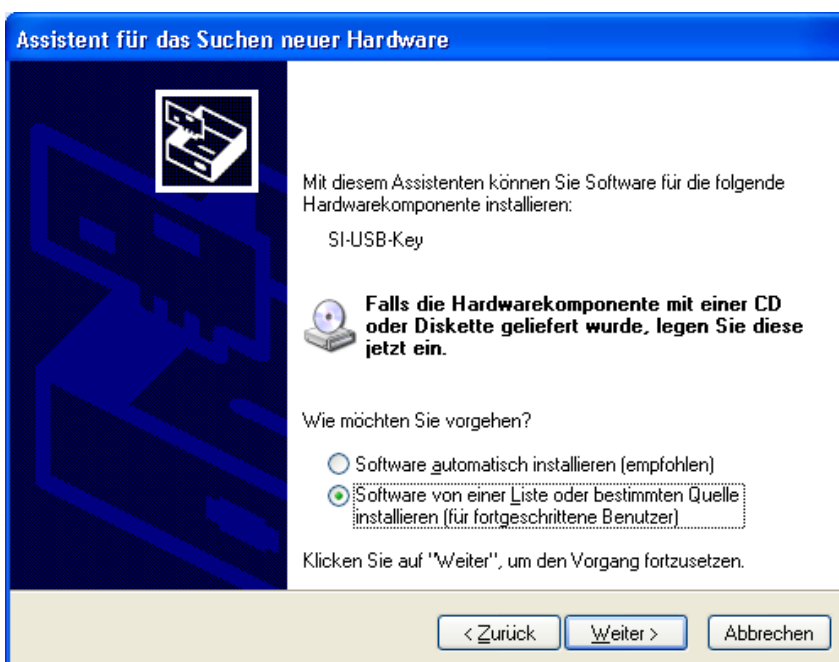 Assistent für das Suchen neuer Hardware
Mit diesem Assistenten können Sie Software für die folgende
Hardwarekomponente installieren:
SI-USB-Key
Falls die Hardwarekomponente mit einer CD
oder Diskette geliefert wurde, legen Sie diese
jetzt ein.
Wie möchten Sie vorgehen?
Software automatisch installieren (empfohlen)
Software von einer Liste oder bestimmten Quelle
installieren (für fortgeschrittene Benutzer)
Klicken Sie auf "Weiter", um den Vorgang fortzusetzen.
< Zurück
Weiter >
Abbrechen